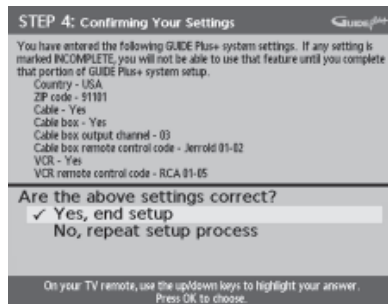 STEP 4: Confirming Your Settings
GUIDE Plus+
You have entered the following GUIDE Plus+ system settings. If any setting is
marked INCOMPLETE, you will not be able to use that feature until you complete
that portion of GUIDE Plus+ system setup.
Country - USA
ZIP code - 91101
Cable - Yes
Cable box - Yes
Cable box output channel - 03
Cable box remote control code - Jerrold 01-02
VCR - Yes
VCR remote control code - RCA 01-05
Are the above settings correct?
✓ Yes, end setup
No, repeat setup process
On your TV remote, use the up/down keys to highlight your answer.
Press OK to choose.